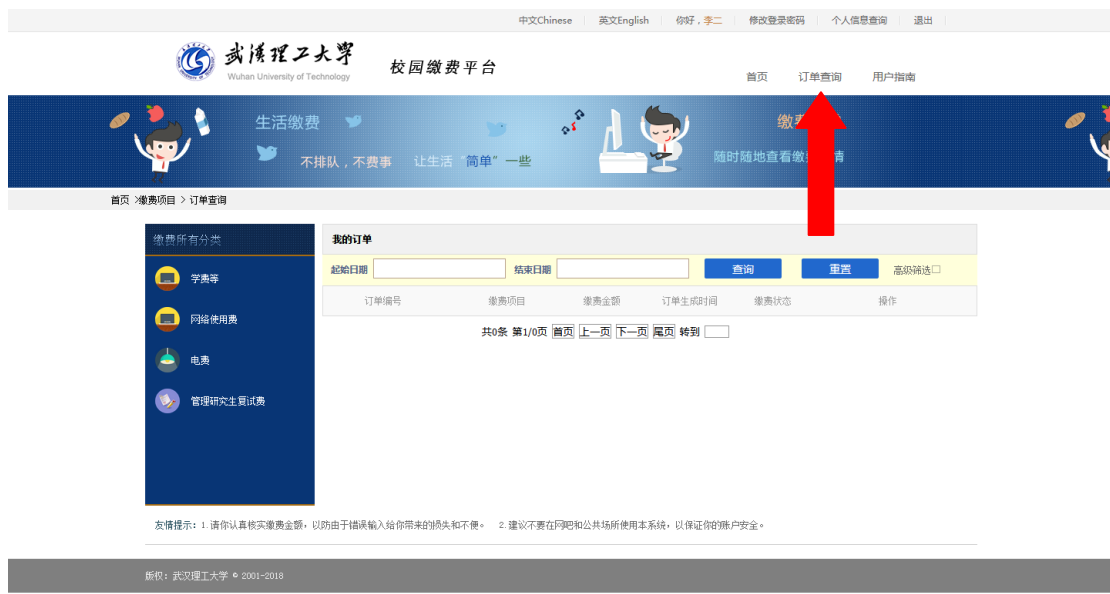 中文Chinese 英文English 你好，李二 修改登录密码 个人信息查询 退出
武汉理工大学
Wuhan University of Technology
校园缴费平台
首页 订单查询 用户指南
生活缴费
不排队，不费事 让生活“简单”一些
缴费
随时随地查看缴 情
首页 >缴费项目 > 订单查询
缴费所有分类
学费等
网络使用费
电费
管理研究生复试费
我的订单
起始日期 结束日期 查询 重置 高级筛选
订单编号 缴费项目 缴费金额 订单生成时间 缴费状态 操作
共0条 第1/0页 首页 上一页 下一页 尾页 转到
友情提示：1.请你认真核实缴费金额，以防由于错误输入给你带来的损失和不便。 2.建议不要在网吧和公共场所使用本系统，以保证你的账户安全。
版权：武汉理工大学 © 2001-2018